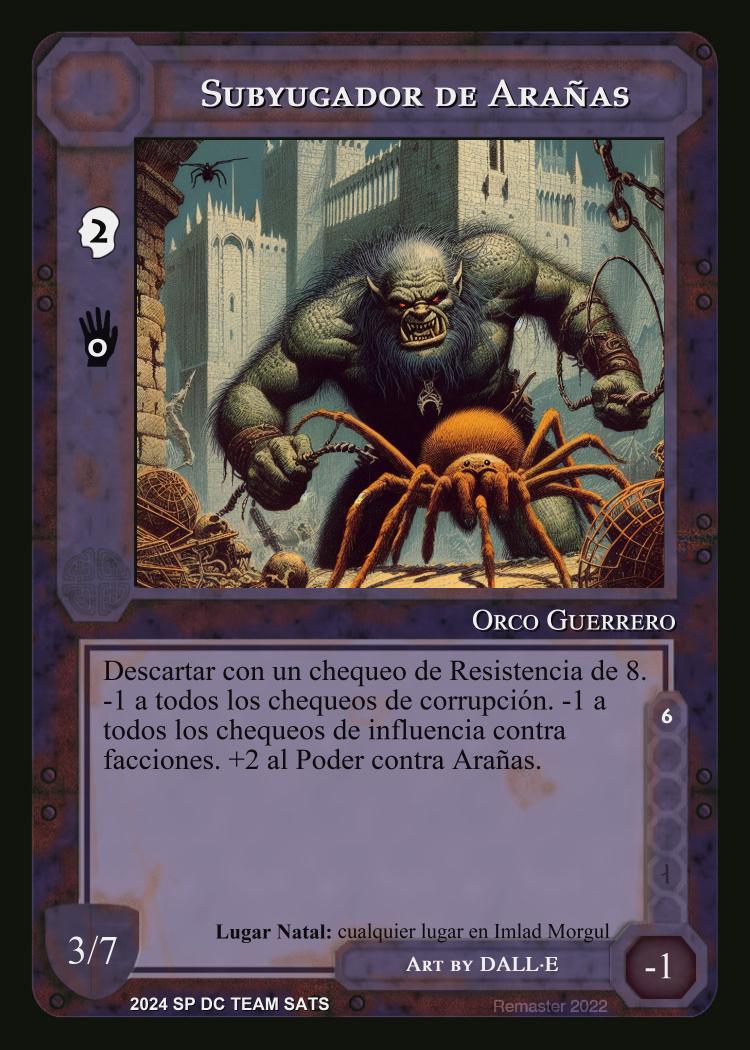 Subyugador de Arañas
2
0
Orco Guerrero
Descartar con un chequeo de Resistencia de 8.
-1 a todos los chequeos de corrupción. -1 a
todos los chequeos de influencia contra
facciones. +2 al Poder contra Arañas.
6
Lugar Natal: cualquier lugar en Imlad Morgul
3/7
Art by DALL·E
-1
2024 SP DC TEAM SATS
Remaster 2022